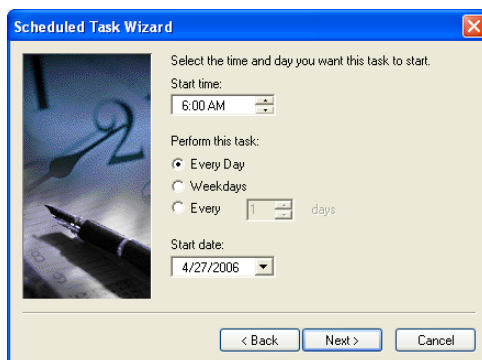 Scheduled Task Wizard
Select the time and day you want this task to start.
Start time:
6:00 AM
Perform this task:
Every Day
Weekdays
Every 1 days
Start date:
4/27/2006
< Back Next > Cancel
2